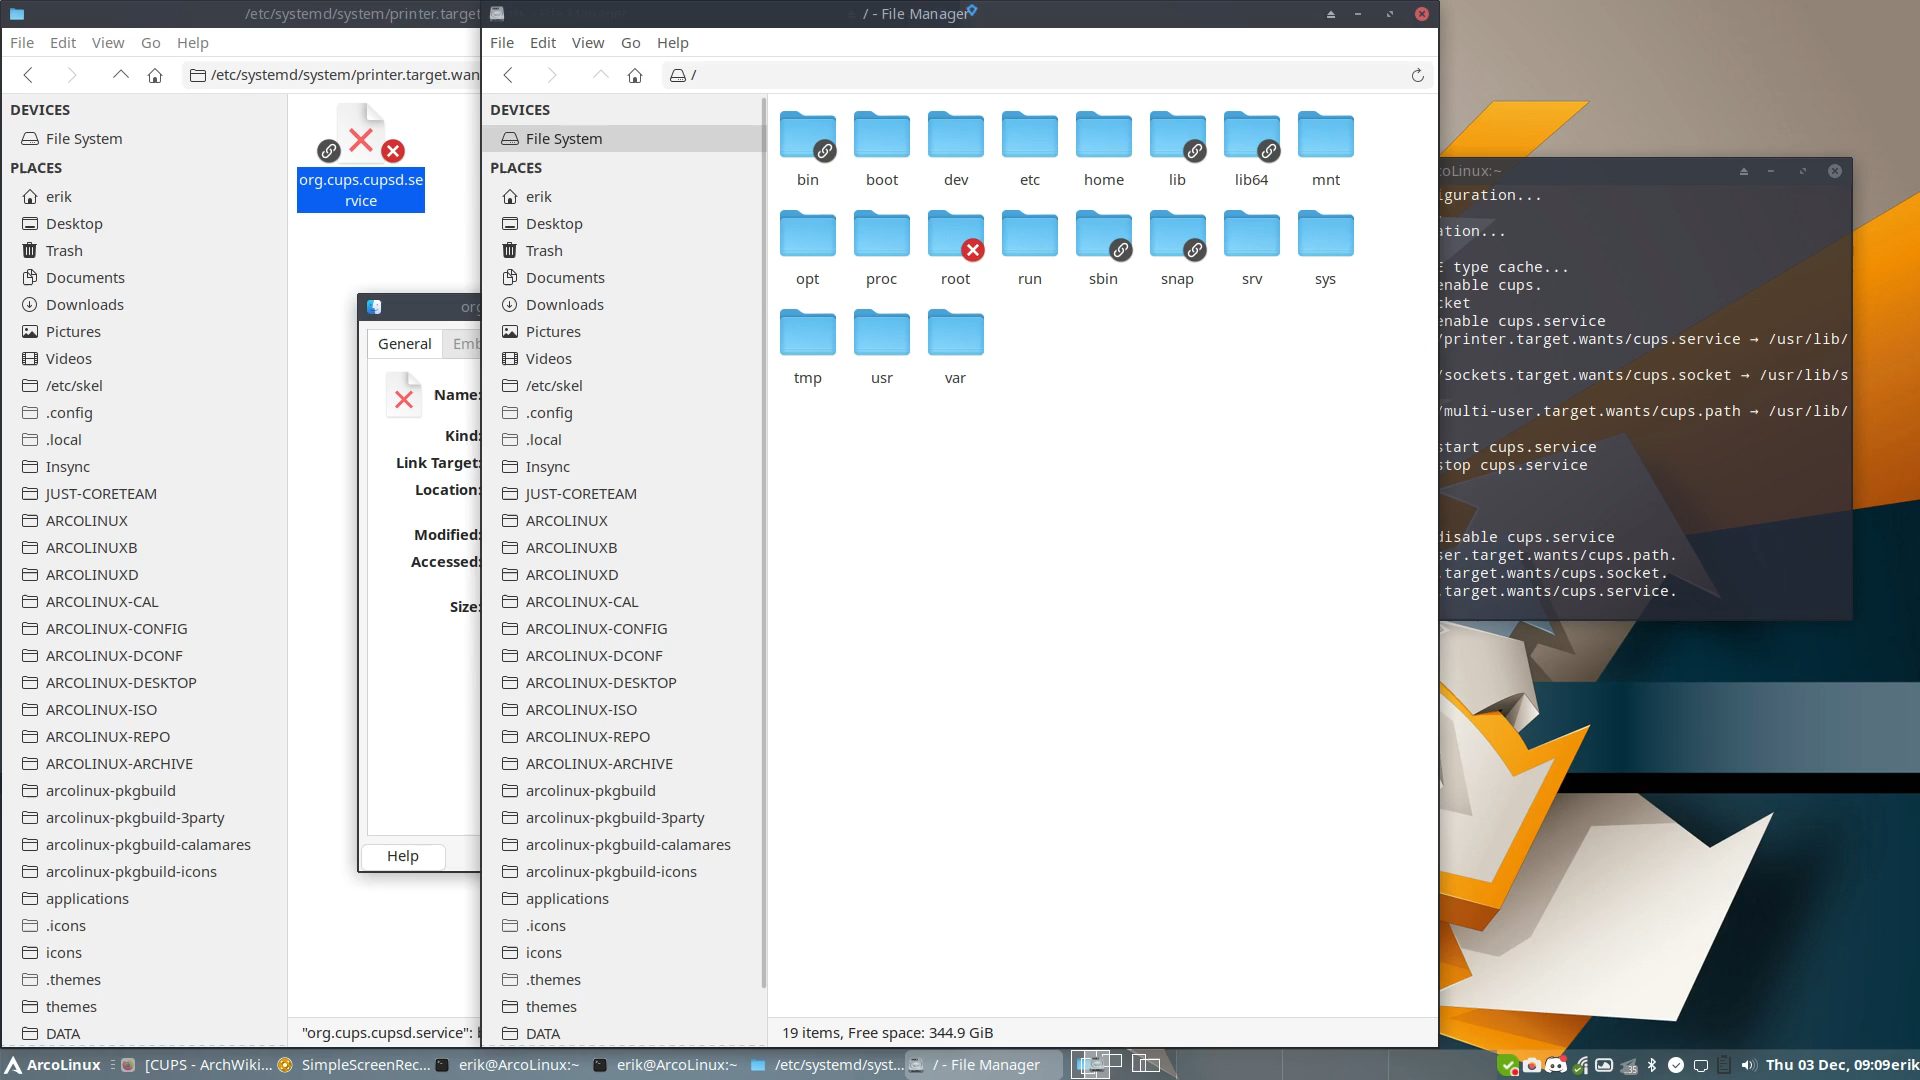 /etc/systemd/system/printer.target
File Edit View Go Help
/etc/systemd/system/printer.target.wan
DEVICES
File System
PLACES
erik
Desktop
Trash
Documents
Downloads
Pictures
Videos
/etc/skel
.config
.local
Insync
JUST-CORETEAM
ARCOLINUX
ARCOLINUXB
ARCOLINUXD
ARCOLINUX-CAL
ARCOLINUX-CONFIG
ARCOLINUX-DCONF
ARCOLINUX-DESKTOP
ARCOLINUX-ISO
ARCOLINUX-REPO
ARCOLINUX-ARCHIVE
arcolinux-pkgbuild
arcolinux-pkgbuild-3party
arcolinux-pkgbuild-calamares
arcolinux-pkgbuild-icons
applications
.icons
icons
.themes
themes
DATA
org.cups.cupsd.se
rvice
"org.cups.cupsd.service":
org
General Emb
Name:
Kind:
Link Target:
Location:
Modified:
Accessed:
Size:
Help
/ - File Manager
File Edit View Go Help
/
DEVICES
File System
PLACES
erik
Desktop
Trash
Documents
Downloads
Pictures
Videos
/etc/skel
.config
.local
Insync
JUST-CORETEAM
ARCOLINUX
ARCOLINUXB
ARCOLINUXD
ARCOLINUX-CAL
ARCOLINUX-CONFIG
ARCOLINUX-DCONF
ARCOLINUX-DESKTOP
ARCOLINUX-ISO
ARCOLINUX-REPO
ARCOLINUX-ARCHIVE
arcolinux-pkgbuild
arcolinux-pkgbuild-3party
arcolinux-pkgbuild-calamares
arcolinux-pkgbuild-icons
applications
.icons
icons
.themes
themes
DATA
bin boot dev etc home lib lib64 mnt
opt proc root run sbin snap srv sys
tmp usr var
19 items, Free space: 344.9 GiB
oLinux:~
iguration...
ation...
E type cache...
enable cups.
cket
enable cups.service
/printer.target.wants/cups.service → /usr/lib/
/sockets.target.wants/cups.socket → /usr/lib/s
/multi-user.target.wants/cups.path → /usr/lib/
start cups.service
stop cups.service
disable cups.service
ser.target.wants/cups.path.
.target.wants/cups.socket.
.target.wants/cups.service.
ArcoLinux [CUPS - ArchWiki... SimpleScreenRec... erik@ArcoLinux:~ erik@ArcoLinux:~ /etc/systemd/syst... / - File Manager 35 Thu 03 Dec, 09:09 erik